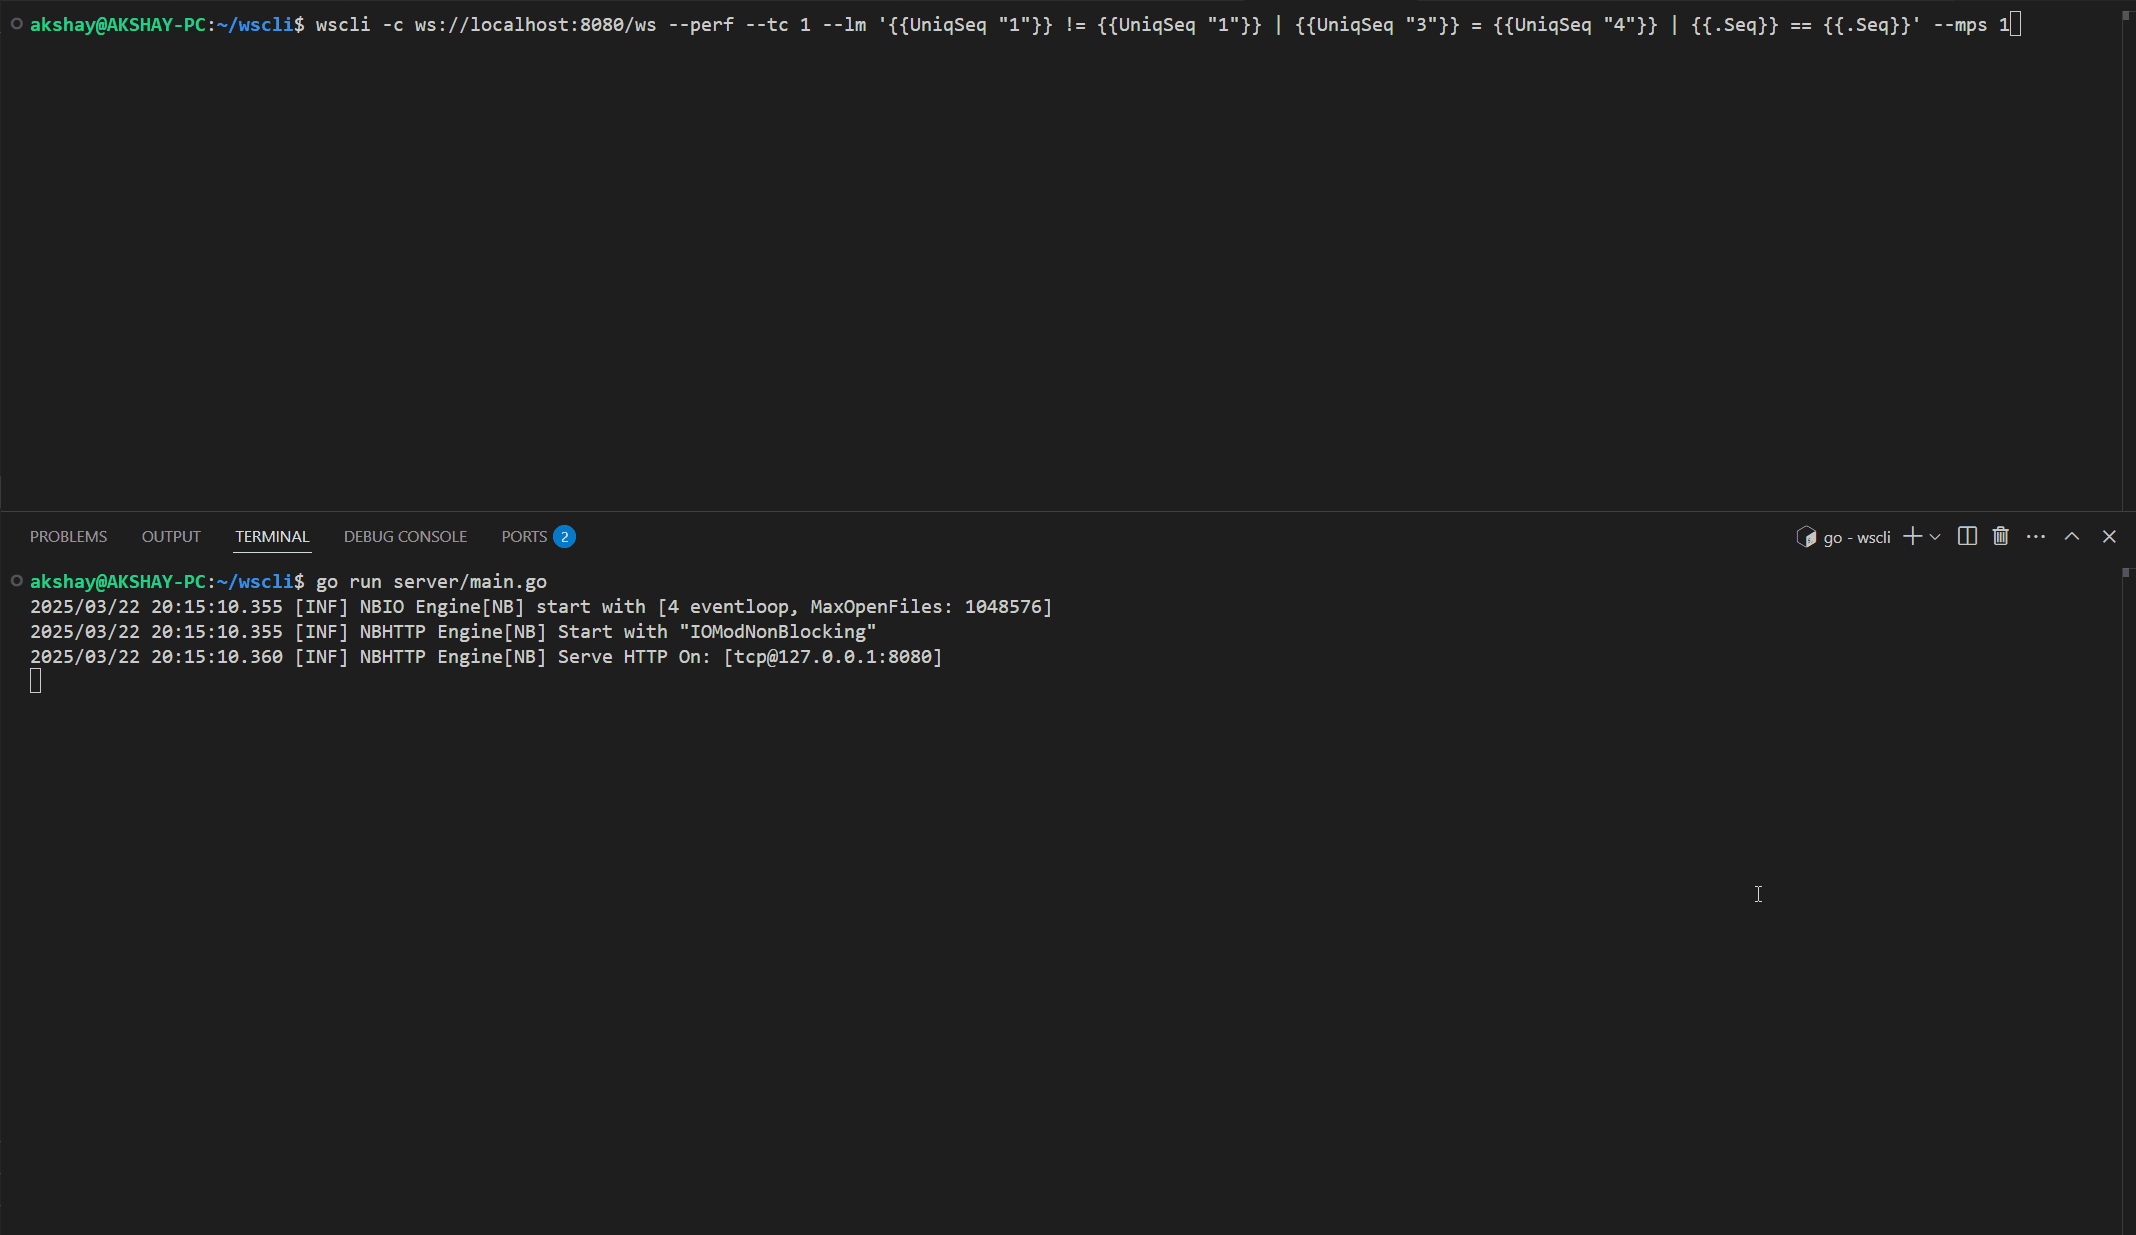 akshay@AKSHAY-PC:~/wscli$ wscli -c ws://localhost:8080/ws --perf --tc 1 --lm '{{UniqSeq "1"}} != {{UniqSeq "1"}} | {{UniqSeq "3"}} = {{UniqSeq "4"}} | {{.Seq}} == {{.Seq}}' --mps 1
PROBLEMS OUTPUT TERMINAL DEBUG CONSOLE PORTS 2 go - wscli
akshay@AKSHAY-PC:~/wscli$ go run server/main.go
2025/03/22 20:15:10.355 [INF] NBIO Engine[NB] start with [4 eventloop, MaxOpenFiles: 1048576]
2025/03/22 20:15:10.355 [INF] NBHTTP Engine[NB] Start with "IOModNonBlocking"
2025/03/22 20:15:10.360 [INF] NBHTTP Engine[NB] Serve HTTP On: [tcp@127.0.0.1:8080]